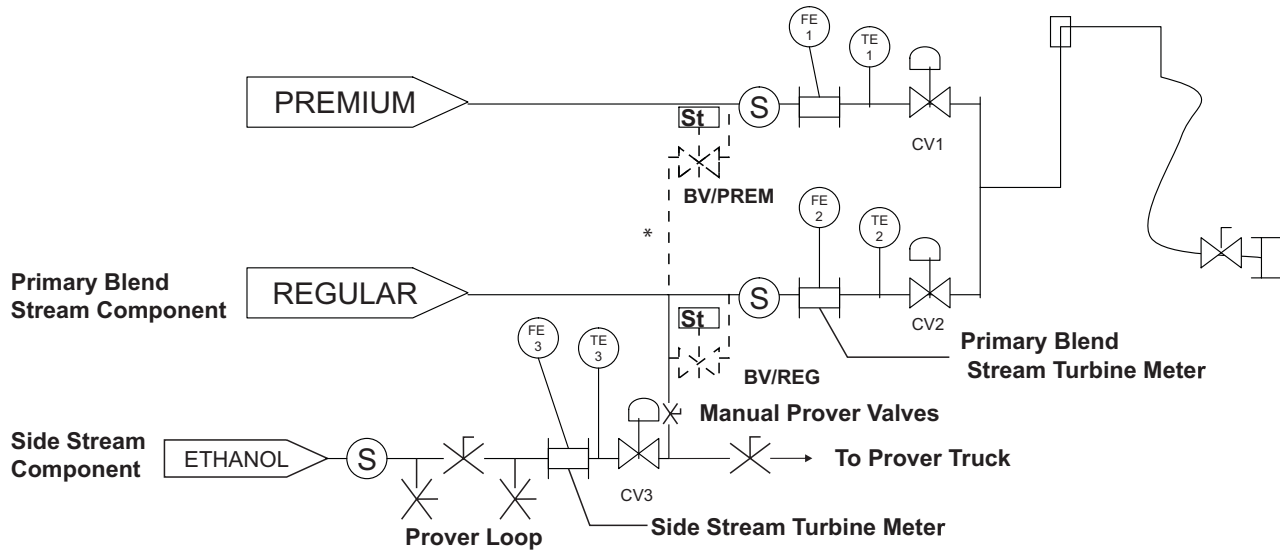 FE
1
TE
1
PREMIUM
S
St
CV1
BV/PREM
FE
2
TE
2
*
Primary Blend
Stream Component
REGULAR
S
St
CV2
FE
3
TE
3
Primary Blend
Stream Turbine Meter
BV/REG
Manual Prover Valves
Side Stream
Component
ETHANOL
S
CV3
To Prover Truck
Prover Loop
Side Stream Turbine Meter